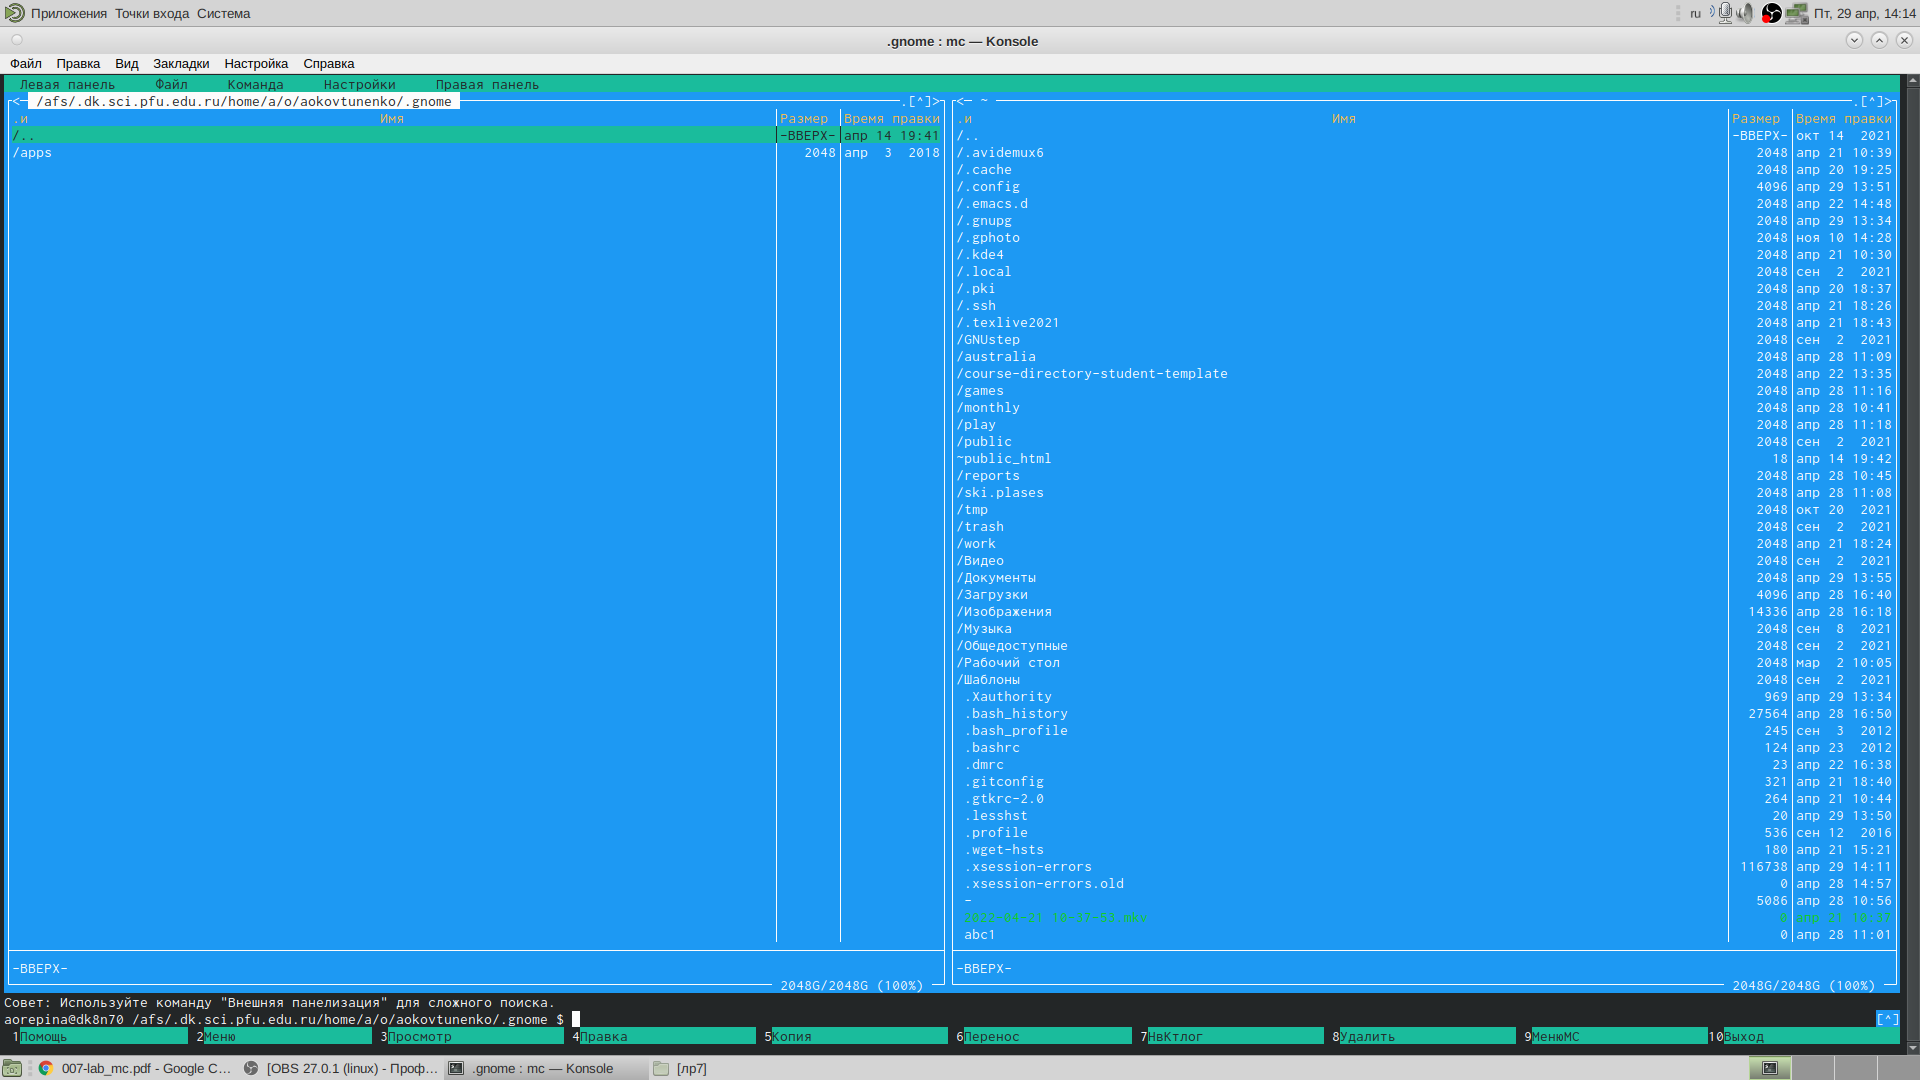 Приложения Точки входа Система
ru Пт, 29 апр, 14:14
.gnome : mc — Konsole
Файл Правка Вид Закладки Настройка Справка
Левая панель Файл Команда Настройки Правая панель
<— /afs/.dk.sci.pfu.edu.ru/home/a/o/aokovtunenko/.gnome .[^]>
.и Имя Размер Время правки
/.. -ВВЕРХ- апр 14 19:41
/apps 2048 апр 3 2018
-ВВЕРХ-
2048G/2048G (100%)
<— ~ .[^]>
.и Имя Размер Время правки
/.. -ВВЕРХ- окт 14 2021
/.avidemux6 2048 апр 21 10:39
/.cache 2048 апр 20 19:25
/.config 4096 апр 29 13:51
/.emacs.d 2048 апр 22 14:48
/.gnupg 2048 апр 29 13:34
/.gphoto 2048 ноя 10 14:28
/.kde4 2048 апр 21 10:30
/.local 2048 сен 2 2021
/.pki 2048 апр 20 18:37
/.ssh 2048 апр 21 18:26
/.texlive2021 2048 апр 21 18:43
/GNUstep 2048 сен 2 2021
/australia 2048 апр 28 11:09
/course-directory-student-template 2048 апр 22 13:35
/games 2048 апр 28 11:16
/monthly 2048 апр 28 10:41
/play 2048 апр 28 11:18
/public 2048 сен 2 2021
~public_html 18 апр 14 19:42
/reports 2048 апр 28 10:45
/ski.plases 2048 апр 28 11:08
/tmp 2048 окт 20 2021
/trash 2048 сен 2 2021
/work 2048 апр 21 18:24
/Видео 2048 сен 2 2021
/Документы 2048 апр 29 13:55
/Загрузки 4096 апр 28 16:40
/Изображения 14336 апр 28 16:18
/Музыка 2048 сен 8 2021
/Общедоступные 2048 сен 2 2021
/Рабочий стол 2048 мар 2 10:05
/Шаблоны 2048 сен 2 2021
.Xauthority 969 апр 29 13:34
.bash_history 27564 апр 28 16:50
.bash_profile 245 сен 3 2012
.bashrc 124 апр 23 2012
.dmrc 23 апр 22 16:38
.gitconfig 321 апр 21 18:40
.gtkrc-2.0 264 апр 21 10:44
.lesshst 20 апр 29 13:50
.profile 536 сен 12 2016
.wget-hsts 180 апр 21 15:21
.xsession-errors 116738 апр 29 14:11
.xsession-errors.old 0 апр 28 14:57
- 5086 апр 28 10:56
abc1 0 апр 28 11:01
-ВВЕРХ-
2048G/2048G (100%)
Совет: Используйте команду "Внешняя панелизация" для сложного поиска.
aorepina@dk8n70 /afs/.dk.sci.pfu.edu.ru/home/a/o/aokovtunenko/.gnome $ [^]
1Помощь 2Меню 3Просмотр 4Правка 5Копия 6Перенос 7НвКтлог 8Удалить 9МенюMC 10Выход
007-lab_mc.pdf - Google C... [OBS 27.0.1 (linux) - Проф... .gnome : mc — Konsole [лр7]